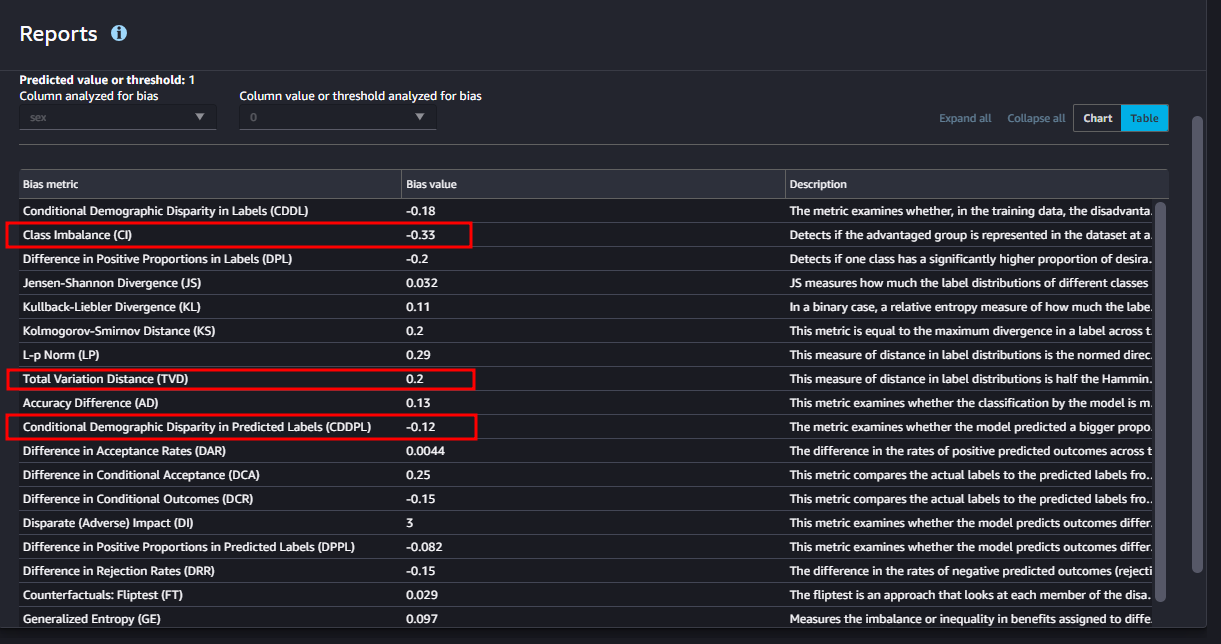 Reports
Predicted value or threshold: 1
Column analyzed for bias Column value or threshold analyzed for bias
sex 0
Expand all Collapse all Chart Table
Bias metric Bias value Description
Conditional Demographic Disparity in Labels (CDDL) -0.18 The metric examines whether, in the training data, the disadvanta.
Class Imbalance (CI) -0.33 Detects if the advantaged group is represented in the dataset at a.
Difference in Positive Proportions in Labels (DPL) -0.2 Detects if one class has a significantly higher proportion of desira.
Jensen-Shannon Divergence (JS) 0.032 JS measures how much the label distributions of different classes
Kullback-Liebler Divergence (KL) 0.11 In a binary case, a relative entropy measure of how much the labe.
Kolmogorov-Smirnov Distance (KS) 0.2 This metric is equal to the maximum divergence in a label across t.
L-p Norm (LP) 0.29 This measure of distance in label distributions is the normed direc.
Total Variation Distance (TVD) 0.2 This measure of distance in label distributions is half the Hammin.
Accuracy Difference (AD) 0.13 This metric examines whether the classification by the model is m.
Conditional Demographic Disparity in Predicted Labels (CDDPL) -0.12 The metric examines whether the model predicted a bigger propo.
Difference in Acceptance Rates (DAR) 0.0044 The difference in the rates of positive predicted outcomes across t
Difference in Conditional Acceptance (DCA) 0.25 This metric compares the actual labels to the predicted labels fro..
Difference in Conditional Outcomes (DCR) -0.15 This metric compares the actual labels to the predicted labels fro..
Disparate (Adverse) Impact (DI) 3 This metric examines whether the model predicts outcomes differ.
Difference in Positive Proportions in Predicted Labels (DPPL) -0.082 This metric examines whether the model predicts outcomes differ.
Difference in Rejection Rates (DRR) -0.15 The difference in the rates of negative predicted outcomes (rejecti
Counterfactuals: Fliptest (FT) 0.029 The fliptest is an approach that looks at each member of the disa.
Generalized Entropy (GE) 0.097 Measures the imbalance or inequality in benefits assigned to diffe.